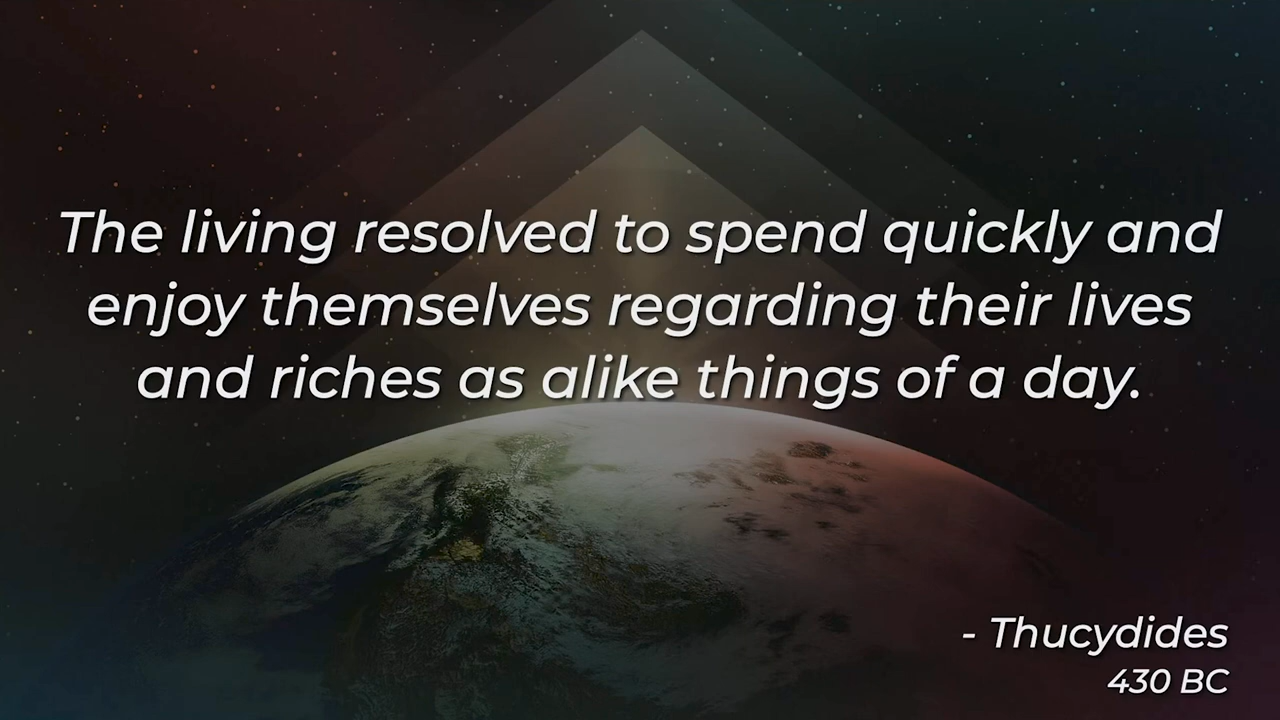 The living resolved to spend quickly and
enjoy themselves regarding their lives
and riches as alike things of a day.
- Thucydides
430 BC